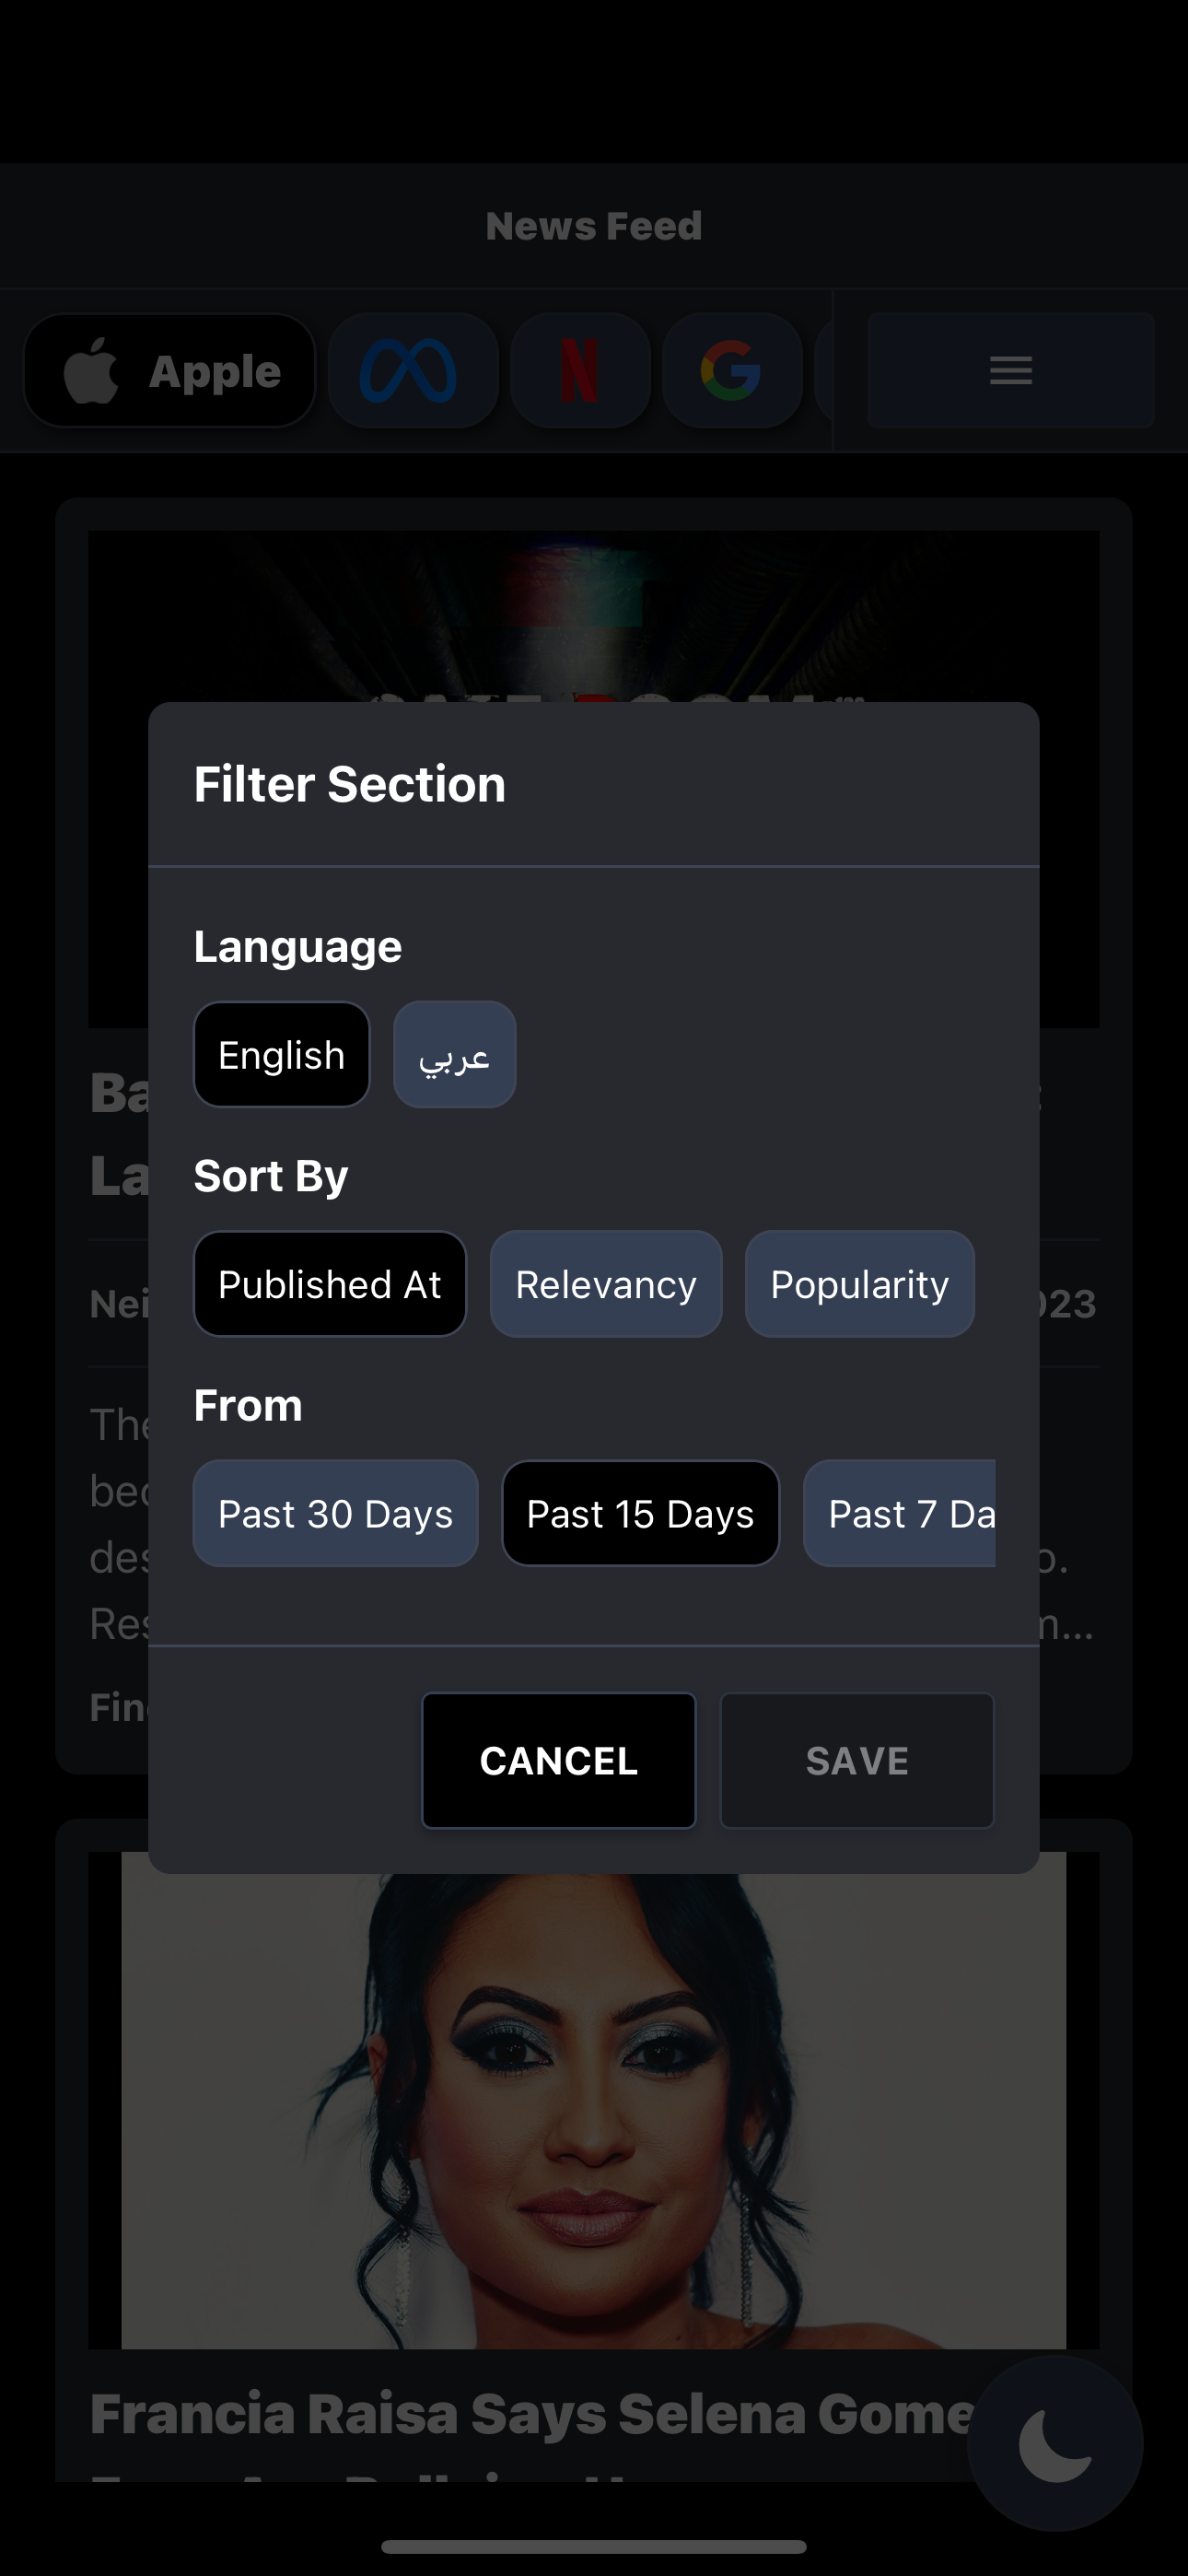 News Feed
Apple
Filter Section
Language
English عربي
Sort By
Published At Relevancy Popularity
From
Past 30 Days Past 15 Days Past 7 Da
CANCEL SAVE
Ba
La
Nei 023
The
bec
des o.
Res m...
Fin
Francia Raisa Says Selena Gome